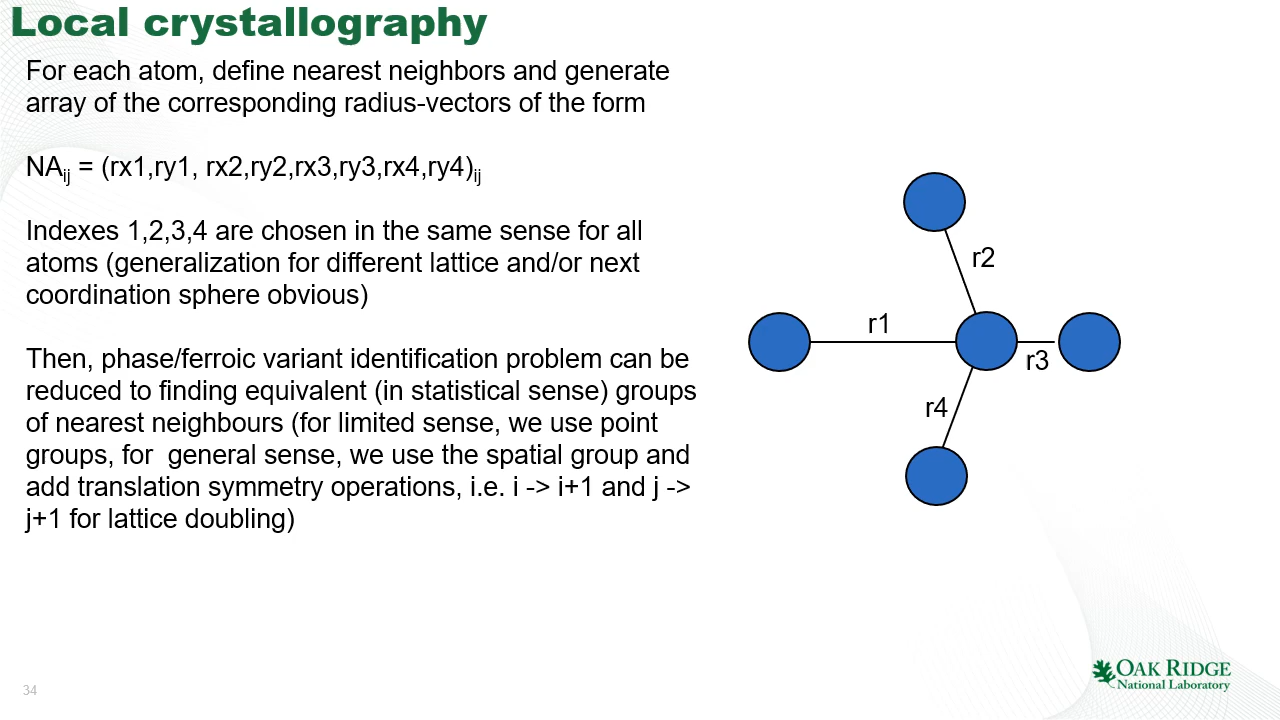 Local crystallography
For each atom, define nearest neighbors and generate
array of the corresponding radius-vectors of the form
NAij = (rx1,ry1, rx2,ry2,rx3,ry3,rx4,ry4)ij
Indexes 1,2,3,4 are chosen in the same sense for all
atoms (generalization for different lattice and/or next
coordination sphere obvious)
Then, phase/ferroic variant identification problem can be
reduced to finding equivalent (in statistical sense) groups
of nearest neighbours (for limited sense, we use point
groups, for  general sense, we use the spatial group and
add translation symmetry operations, i.e. i -> i+1 and j ->
j+1 for lattice doubling)
r2
r1
r3
r4
34
OAK RIDGE
National Laboratory